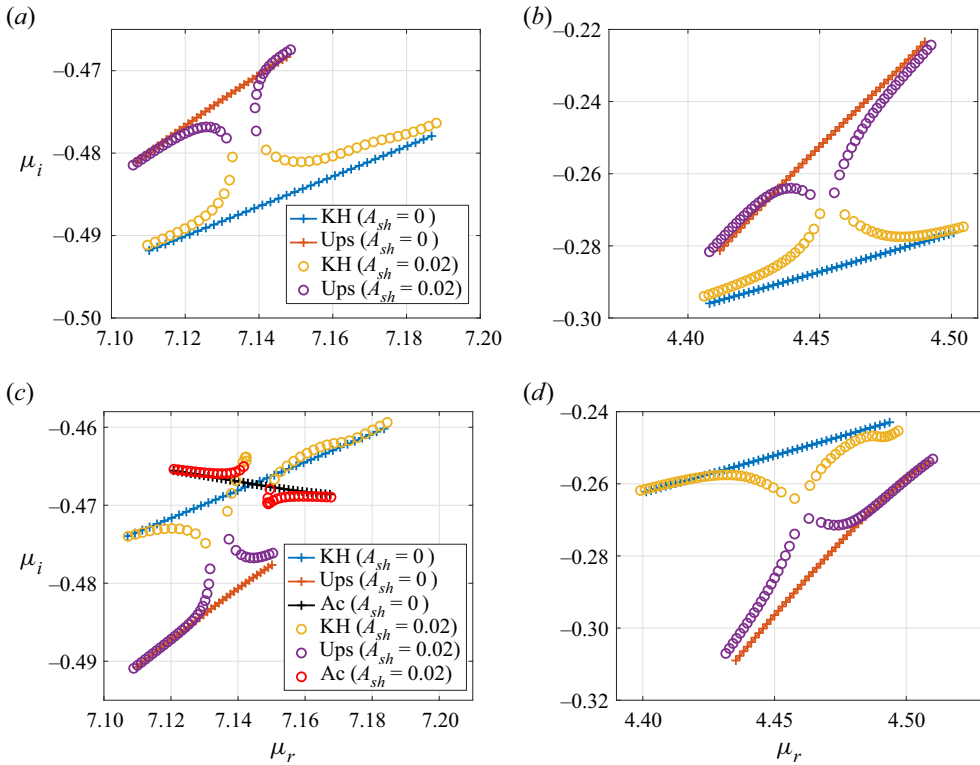 (a)
(b)
−0.47
−0.48
−0.49
−0.50
μi
7.10 7.12 7.14 7.16 7.18 7.20
KH (Ash = 0)
Ups (Ash = 0)
KH (Ash = 0.02)
Ups (Ash = 0.02)
−0.22
−0.24
−0.26
−0.28
−0.30
4.40 4.45 4.50
(c)
(d)
−0.46
−0.47
−0.48
−0.49
μi
7.10 7.12 7.14 7.16 7.18 7.20
μr
KH (Ash = 0)
Ups (Ash = 0)
Ac (Ash = 0)
KH (Ash = 0.02)
Ups (Ash = 0.02)
Ac (Ash = 0.02)
−0.24
−0.26
−0.28
−0.30
−0.32
4.40 4.45 4.50
μr